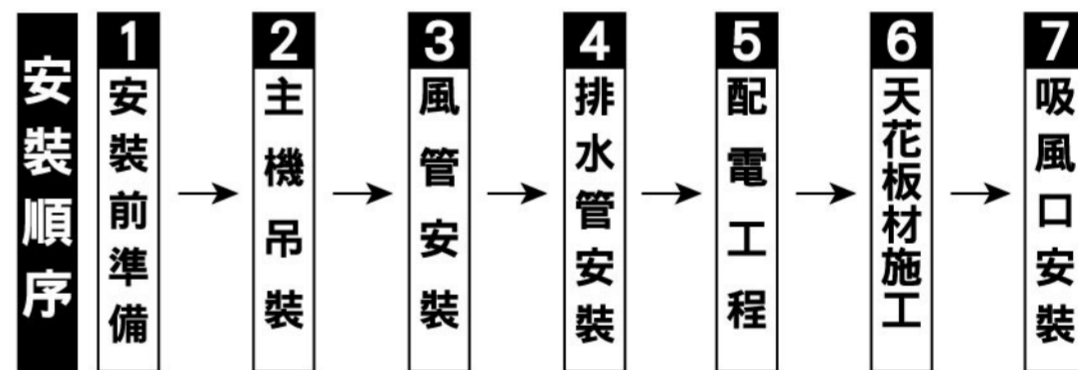 安裝順序
1
安裝前準備
2
主機吊裝
3
風管安裝
4
排水管安裝
5
配電工程
6
天花板材施工
7
吸風口安裝